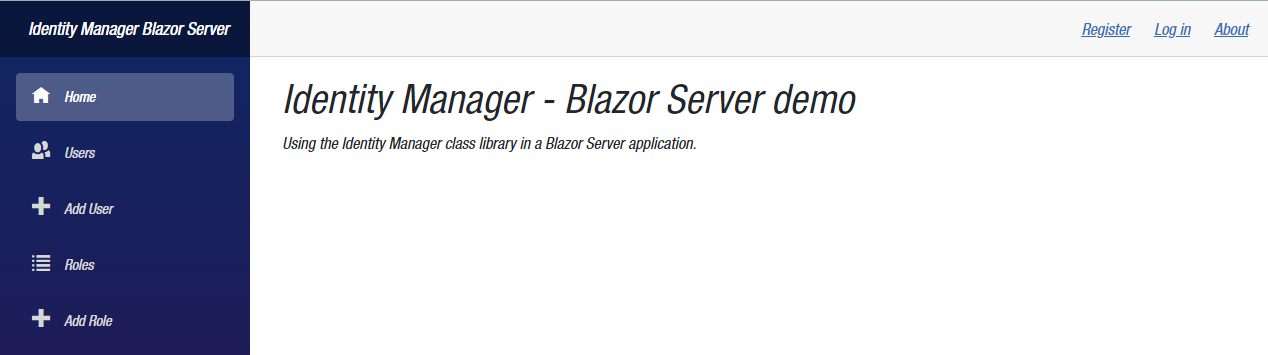 Identity Manager Blazor Server
Register Log in About
Home
Users
Add User
Roles
Add Role
Identity Manager - Blazor Server demo
Using the Identity Manager class library in a Blazor Server application.